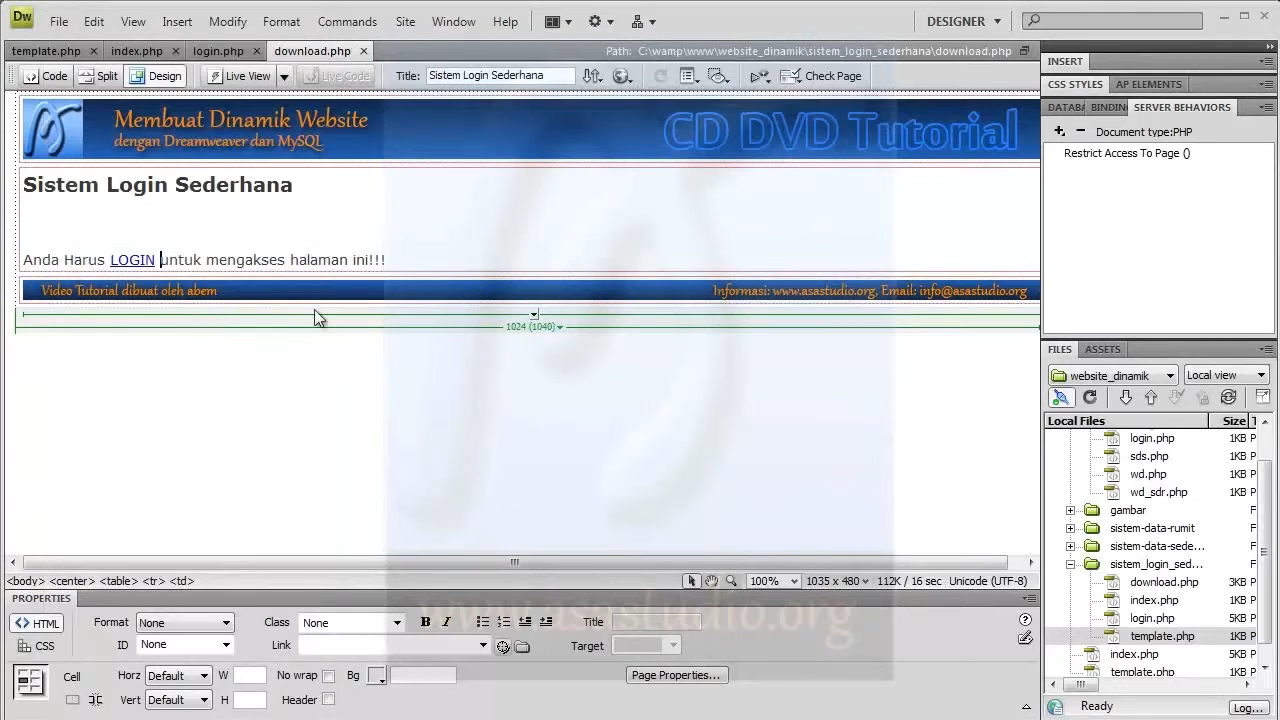 Dw File Edit View Insert Modify Format Commands Site Window Help DESIGNER
template.php index.php login.php download.php Path: C:\wamp\www\website_dinamik\sistem_login_sederhana\download.php
Code Split Design Live View Live Code Title: Sistem Login Sederhana Check Page
Membuat Dinamik Website
dengan Dreamweaver dan MySQL
CD DVD Tutorial
Sistem Login Sederhana
Anda Harus LOGIN untuk mengakses halaman ini!!!
Video Tutorial dibuat oleh abem Informasi: www.asastudio.org, Email: info@asastudio.org
1024 (1040)
www.asastudio.org
<body> <center> <table> <tr> <td> 100% 1035 x 480 112K / 16 sec Unicode (UTF-8)
PROPERTIES
HTML Format None Class None B I Title
CSS ID None Link Target
Cell Horz Default W No wrap Bg Page Properties...
Vert Default H Header
INSERT
CSS STYLES AP ELEMENTS
DATABA BINDING SERVER BEHAVIORS
Document type:PHP
Restrict Access To Page ()
FILES ASSETS
website_dinamik Local view
Local Files Size T
login.php 1KB P
sds.php 1KB P
wd.php 1KB P
wd_sdr.php 1KB P
gambar F
sistem-data-rumit F
sistem-data-sede... F
sistem_login_sed... F
download.php 3KB P
index.php 1KB P
login.php 5KB P
template.php 1KB P
index.php 5KB P
template.php 1KB P
Ready Log...